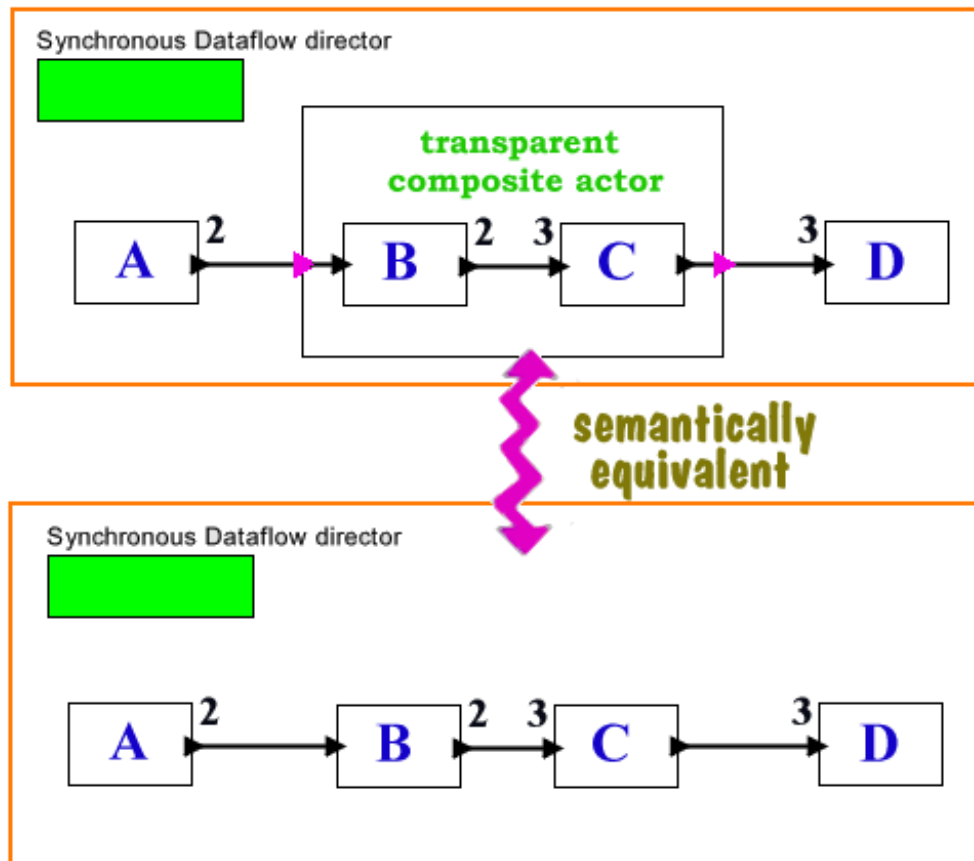 Synchronous Dataflow director
transparent
composite actor
A 2 B 2 3 C 3 D
semantically
equivalent
Synchronous Dataflow director
A 2 B 2 3 C 3 D